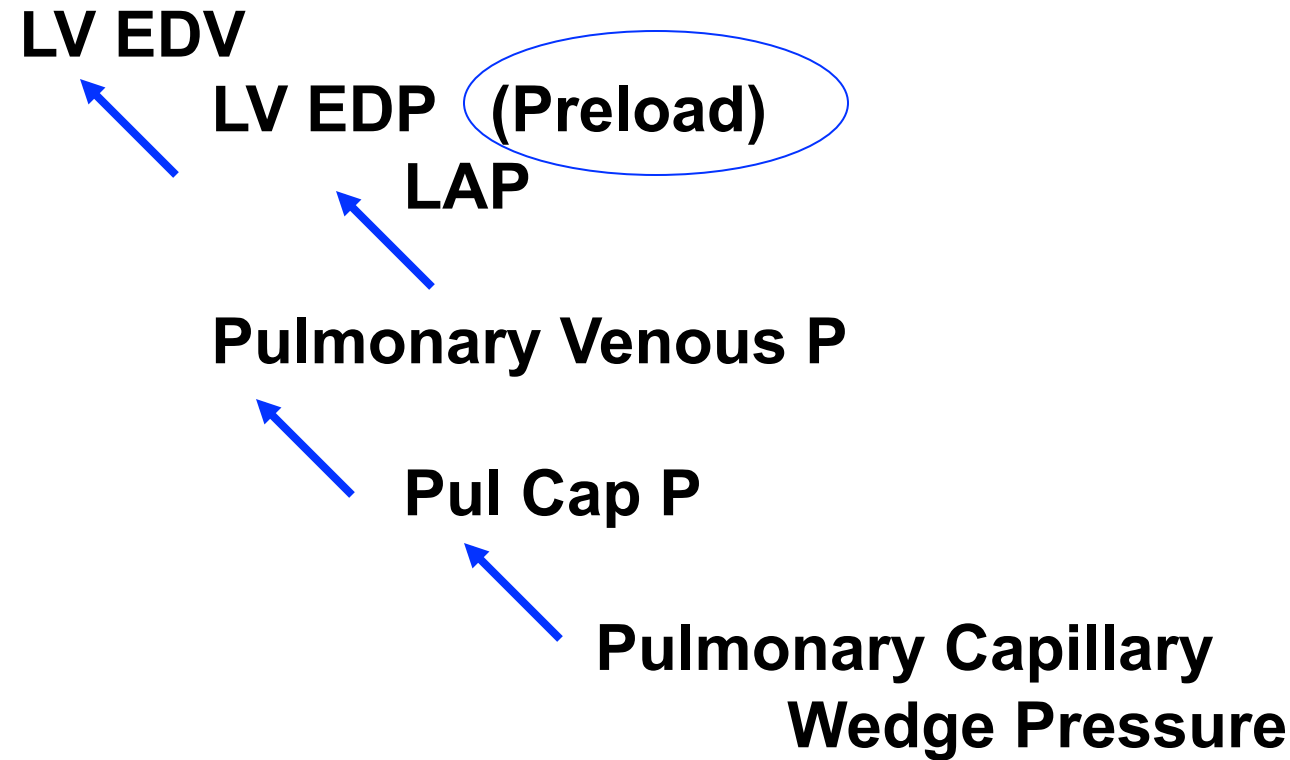 LV EDV
LV EDP (Preload)
LAP
Pulmonary Venous P
Pul Cap P
Pulmonary Capillary
Wedge Pressure